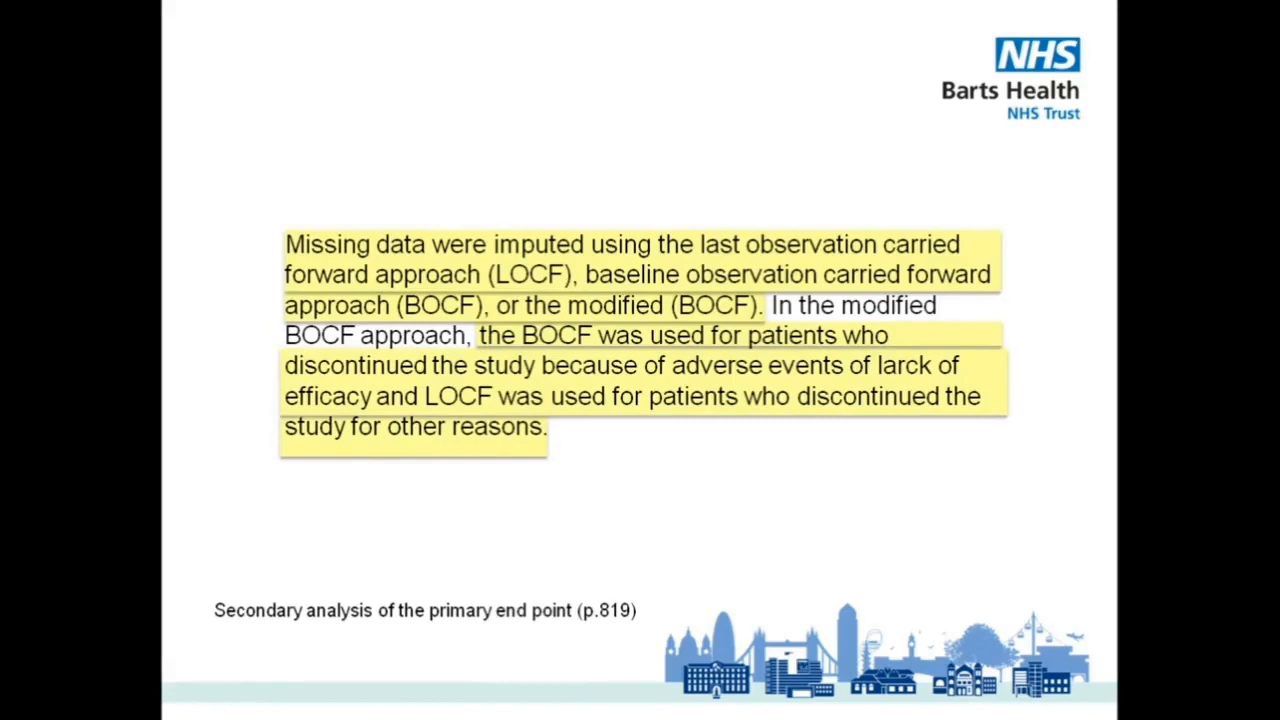 NHS
Barts Health
NHS Trust
Missing data were imputed using the last observation carried
forward approach (LOCF), baseline observation carried forward
approach (BOCF), or the modified (BOCF). In the modified
BOCF approach, the BOCF was used for patients who
discontinued the study because of adverse events of larck of
efficacy and LOCF was used for patients who discontinued the
study for other reasons.
Secondary analysis of the primary end point (p.819)